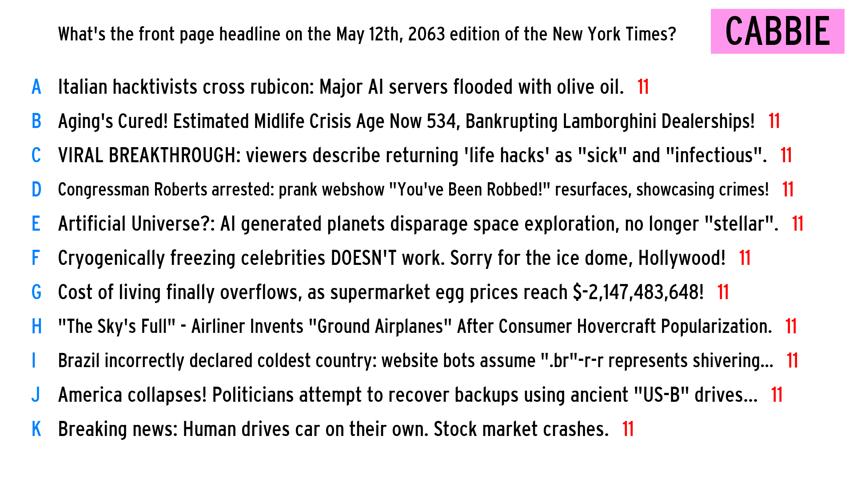 What's the front page headline on the May 12th, 2063 edition of the New York Times?
CABBIE
A Italian hacktivists cross rubicon: Major AI servers flooded with olive oil. 11
B Aging's Cured! Estimated Midlife Crisis Age Now 534, Bankrupting Lamborghini Dealerships! 11
C VIRAL BREAKTHROUGH: viewers describe returning 'life hacks' as "sick" and "infectious". 11
D Congressman Roberts arrested: prank webshow "You've Been Robbed!" resurfaces, showcasing crimes! 11
E Artificial Universe?: AI generated planets disparage space exploration, no longer "stellar". 11
F Cryogenically freezing celebrities DOESN'T work. Sorry for the ice dome, Hollywood! 11
G Cost of living finally overflows, as supermarket egg prices reach $-2,147,483,648! 11
H "The Sky's Full" - Airliner Invents "Ground Airplanes" After Consumer Hovercraft Popularization. 11
I Brazil incorrectly declared coldest country: website bots assume ".br"-r-r represents shivering... 11
J America collapses! Politicians attempt to recover backups using ancient "US-B" drives... 11
K Breaking news: Human drives car on their own. Stock market crashes. 11